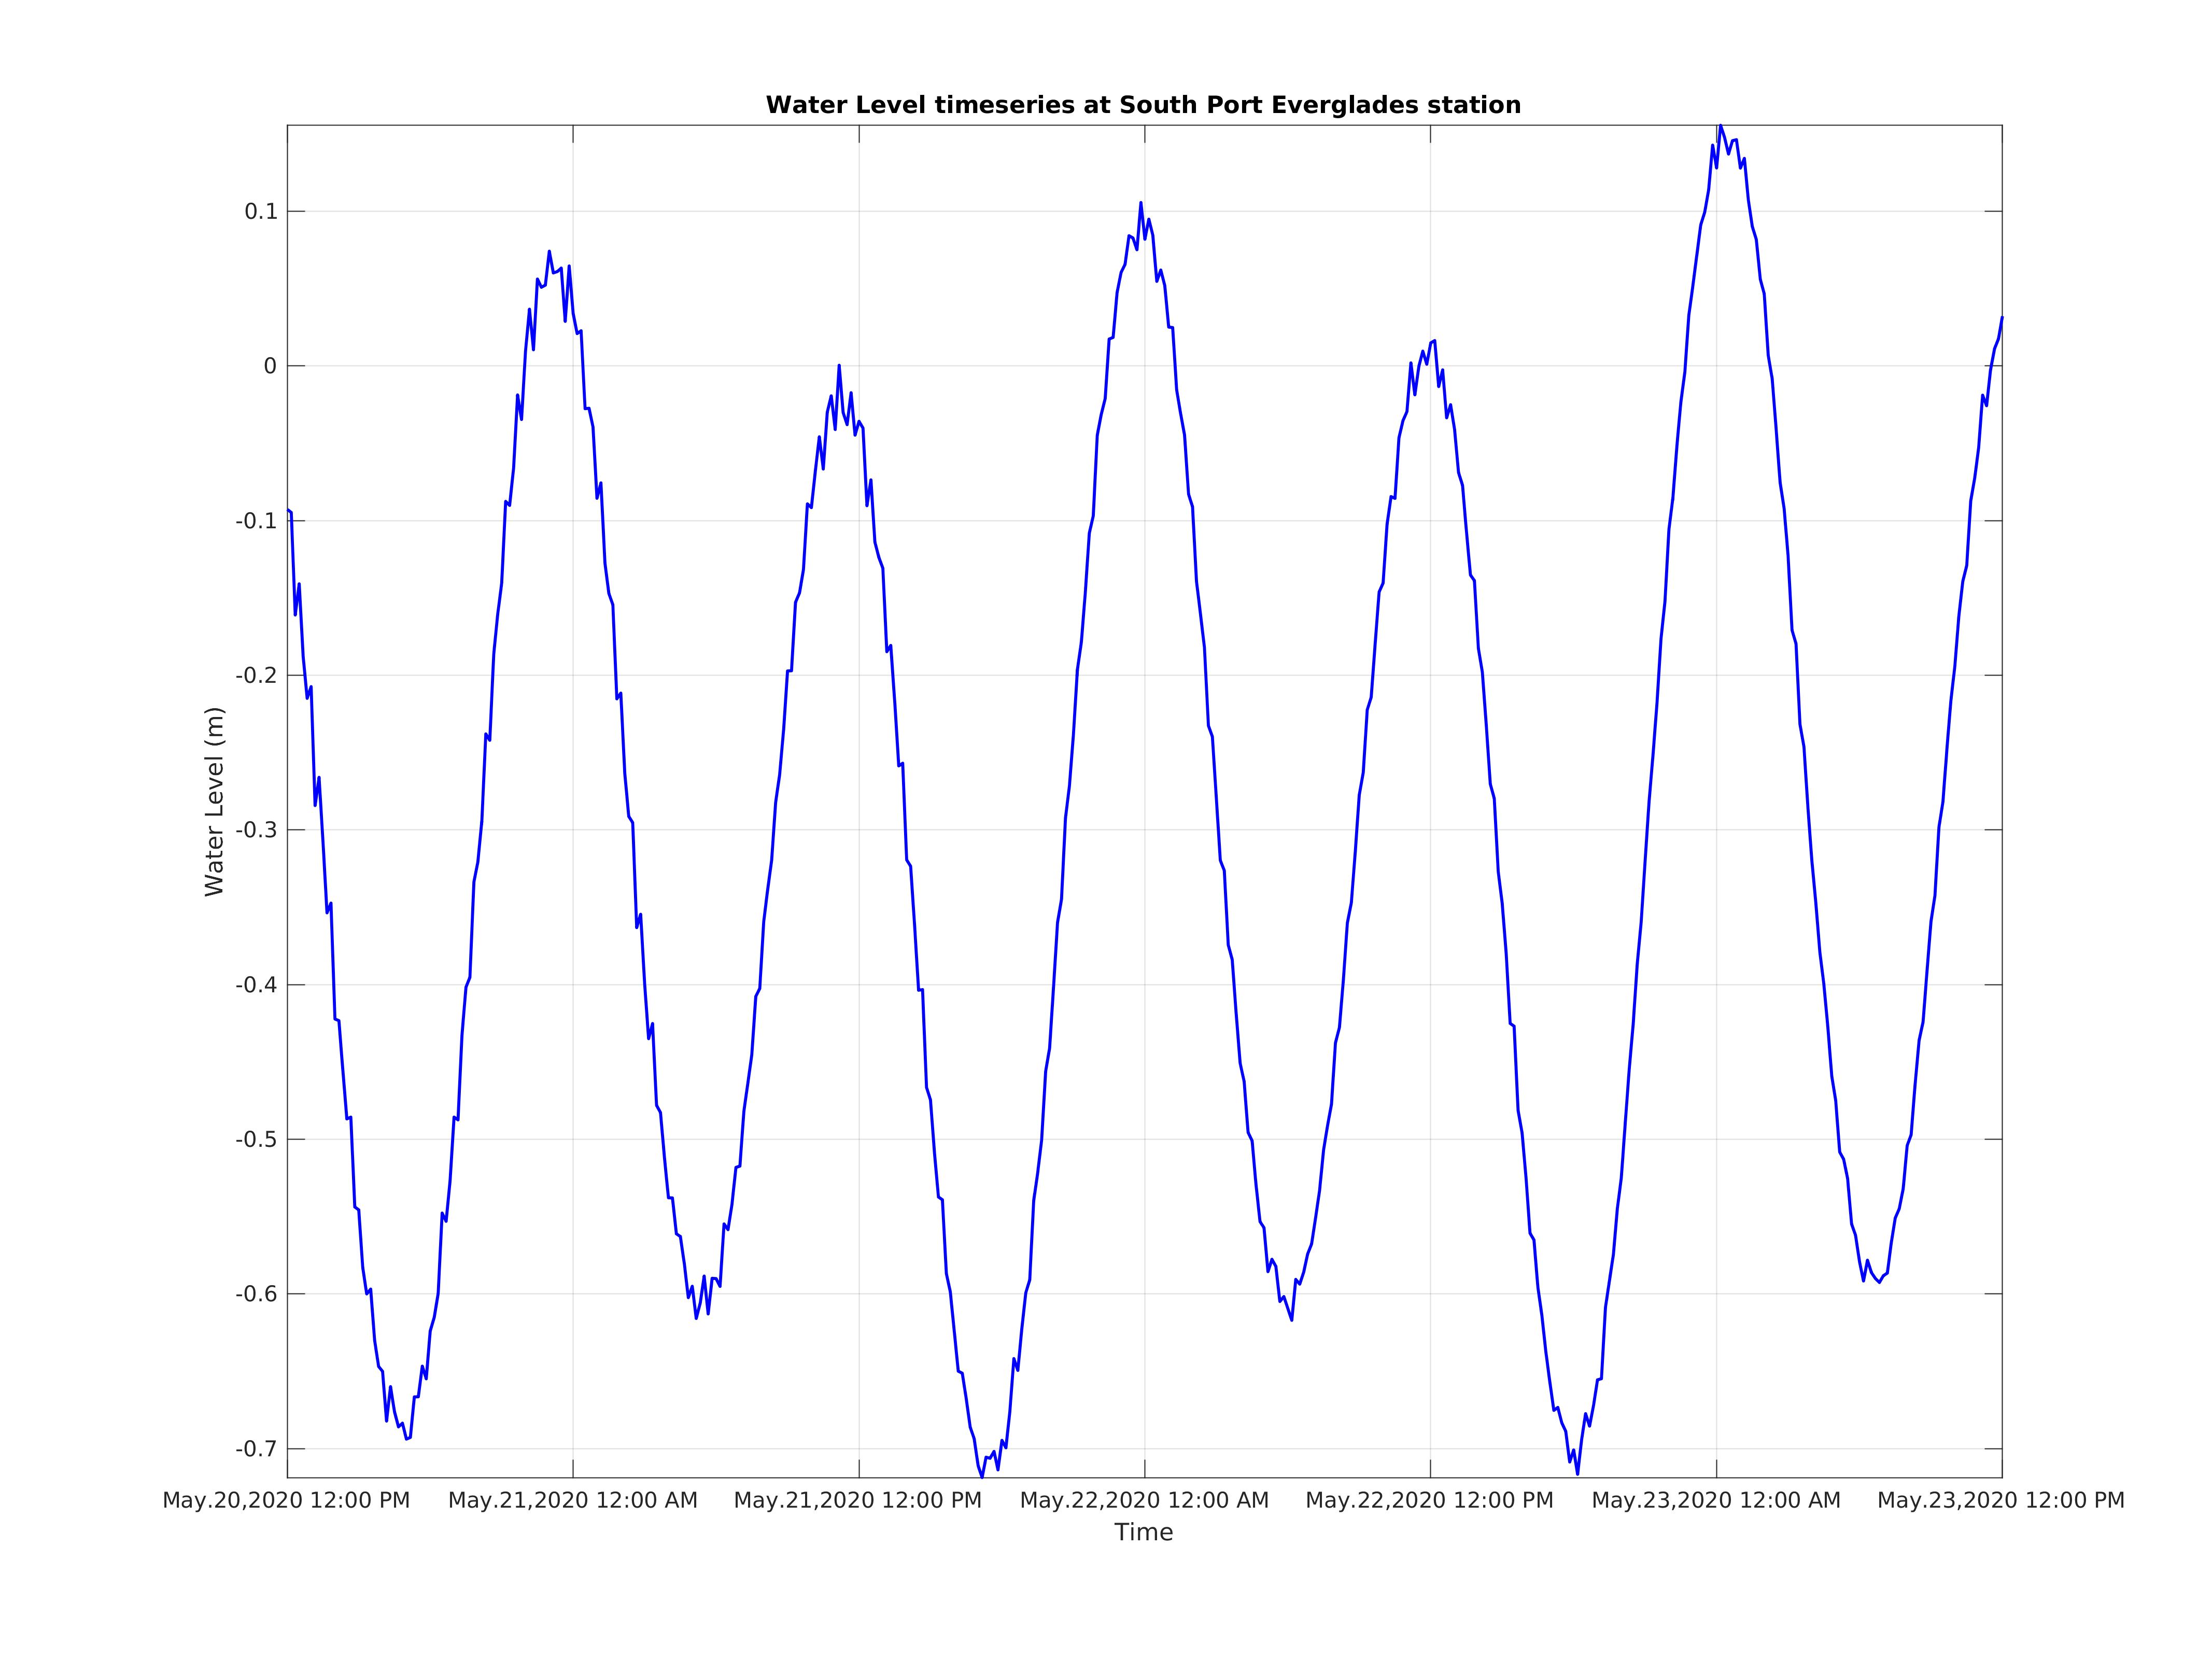 Water Level timeseries at South Port Everglades station
0.1
0
-0.1
-0.2
-0.3
-0.4
-0.5
-0.6
-0.7
Water Level (m)
May.20,2020 12:00 PM May.21,2020 12:00 AM May.21,2020 12:00 PM May.22,2020 12:00 AM May.22,2020 12:00 PM May.23,2020 12:00 AM May.23,2020 12:00 PM
Time